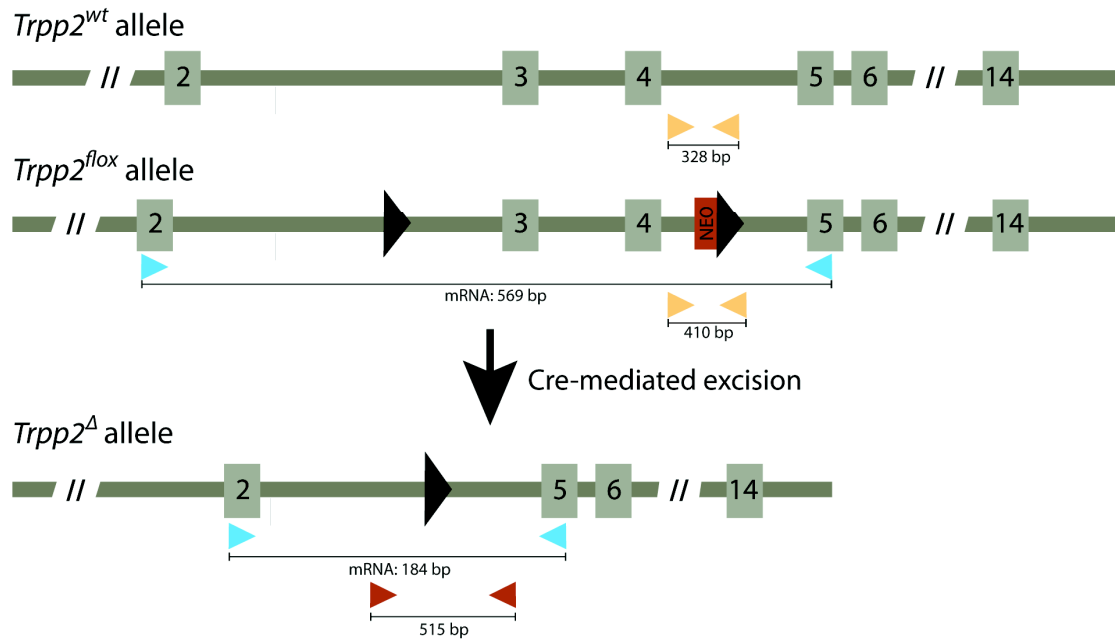 Trpp2wt allele
// 2 3 4 5 6 // 14
328 bp
Trpp2flox allele
// 2 3 4 NEO 5 6 // 14
mRNA: 569 bp
410 bp
Cre-mediated excision
Trpp2Δ allele
// 2 5 6 // 14
mRNA: 184 bp
515 bp